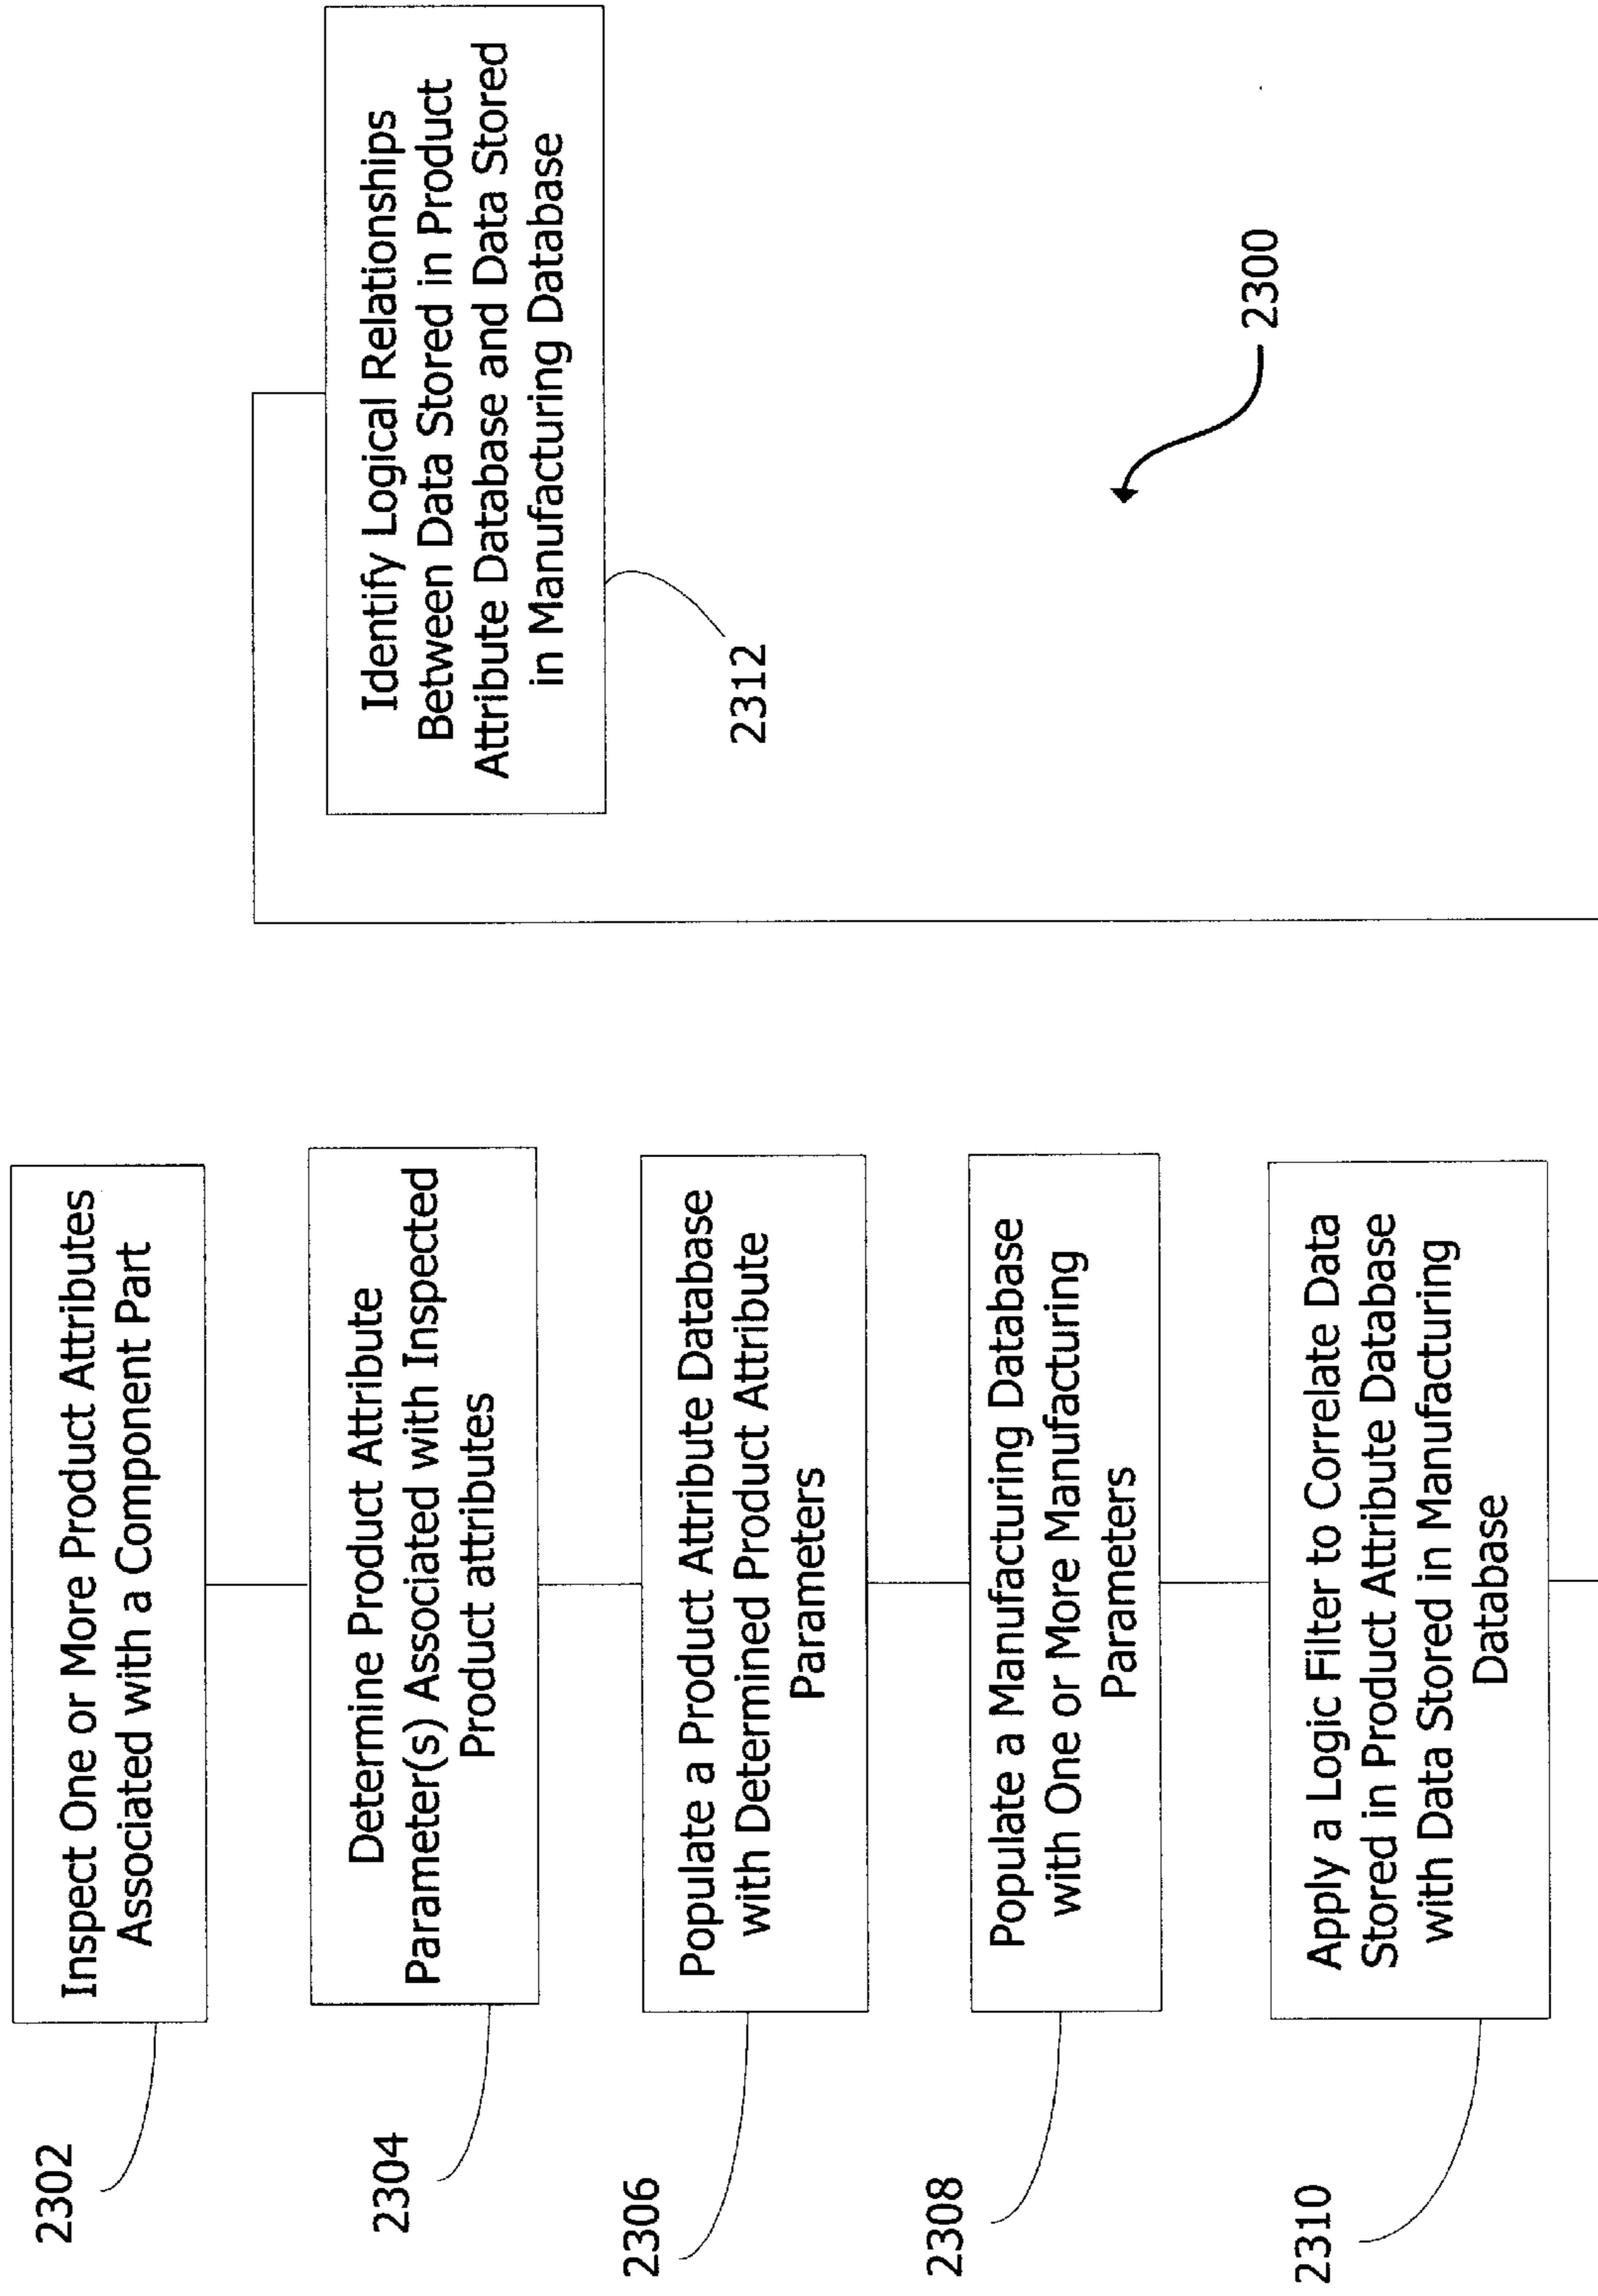 2302
Inspect One or More Product Attributes
Associated with a Component Part
2304
Determine Product Attribute
Parameter(s) Associated with Inspected
Product attributes
2306
Populate a Product Attribute Database
with Determined Product Attribute
Parameters
2308
Populate a Manufacturing Database
with One or More Manufacturing
Parameters
2310
Apply a Logic Filter to Correlate Data
Stored in Product Attribute Database
with Data Stored in Manufacturing
Database
Identify Logical Relationships
Between Data Stored in Product
Attribute Database and Data Stored
in Manufacturing Database
2312
2300